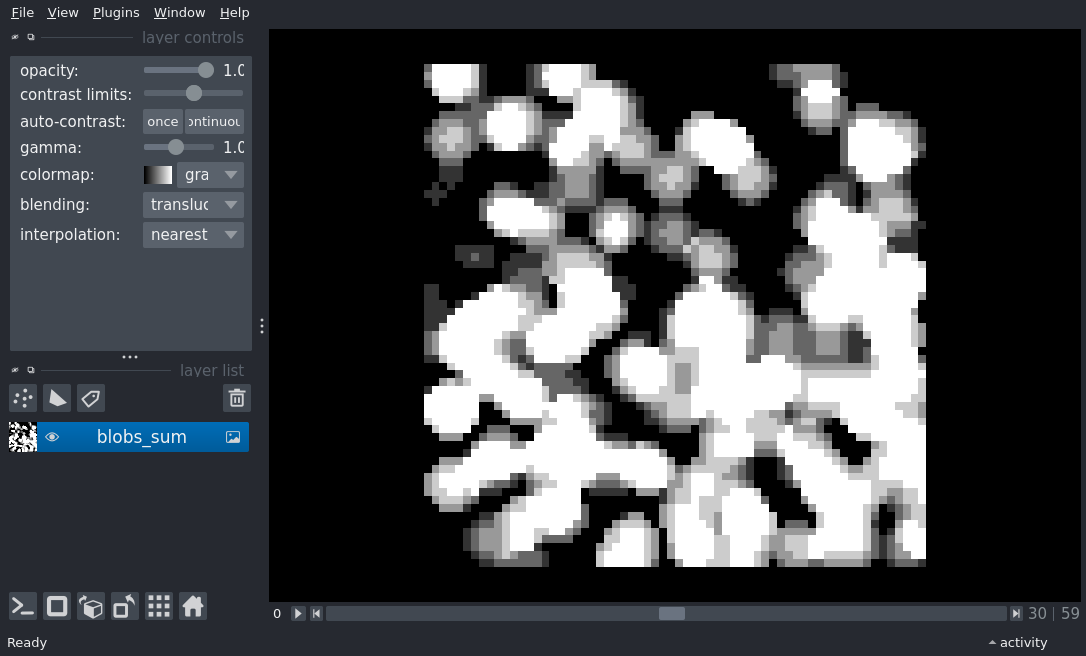 File View Plugins Window Help
layer controls
opacity: 1.0
contrast limits:
auto-contrast: once ontinuou
gamma: 1.0
colormap: gra
blending: transluc
interpolation: nearest
layer list
blobs_sum
0 30 | 59
Ready activity